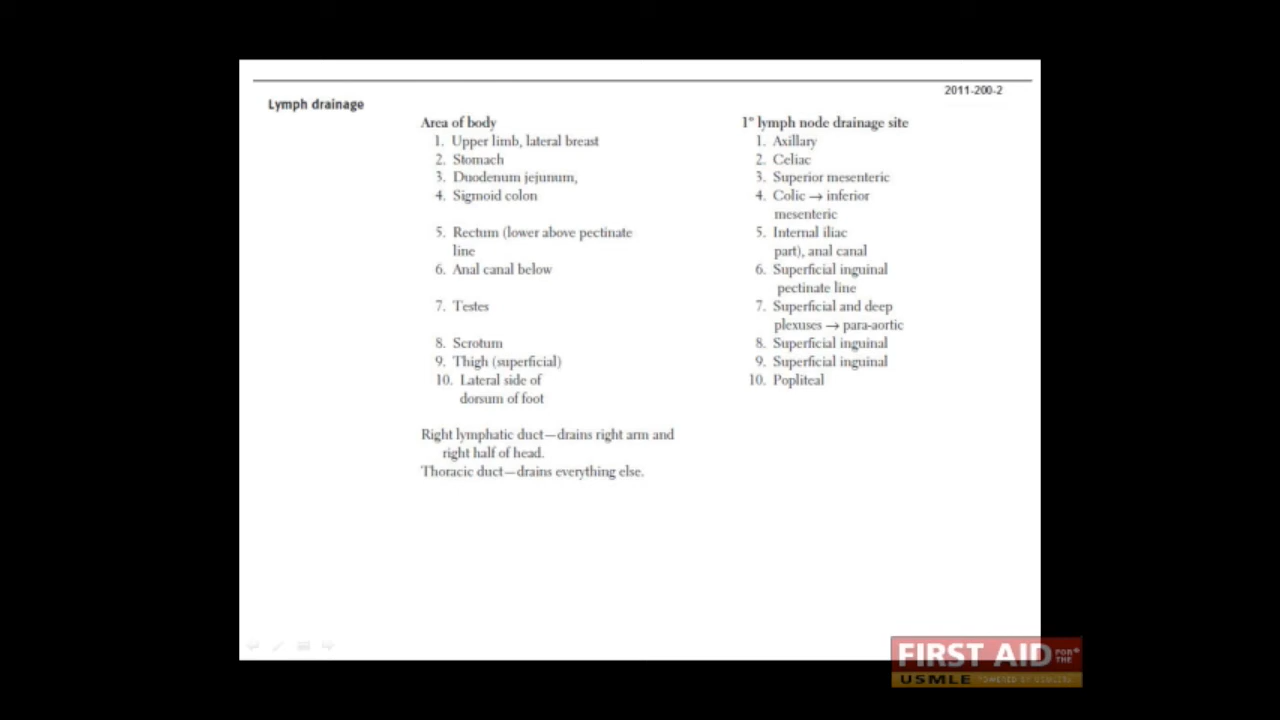 2011-200-2
Lymph drainage
Area of body
1. Upper limb, lateral breast
2. Stomach
3. Duodenum jejunum,
4. Sigmoid colon
5. Rectum (lower above pectinate
line
6. Anal canal below
7. Testes
8. Scrotum
9. Thigh (superficial)
10. Lateral side of
dorsum of foot
1° lymph node drainage site
1. Axillary
2. Celiac
3. Superior mesenteric
4. Colic → inferior
mesenteric
5. Internal iliac
part), anal canal
6. Superficial inguinal
pectinate line
7. Superficial and deep
plexuses → para-aortic
8. Superficial inguinal
9. Superficial inguinal
10. Popliteal
Right lymphatic duct—drains right arm and
right half of head.
Thoracic duct—drains everything else.
FIRST AID FOR THE®
USMLE POWERED BY